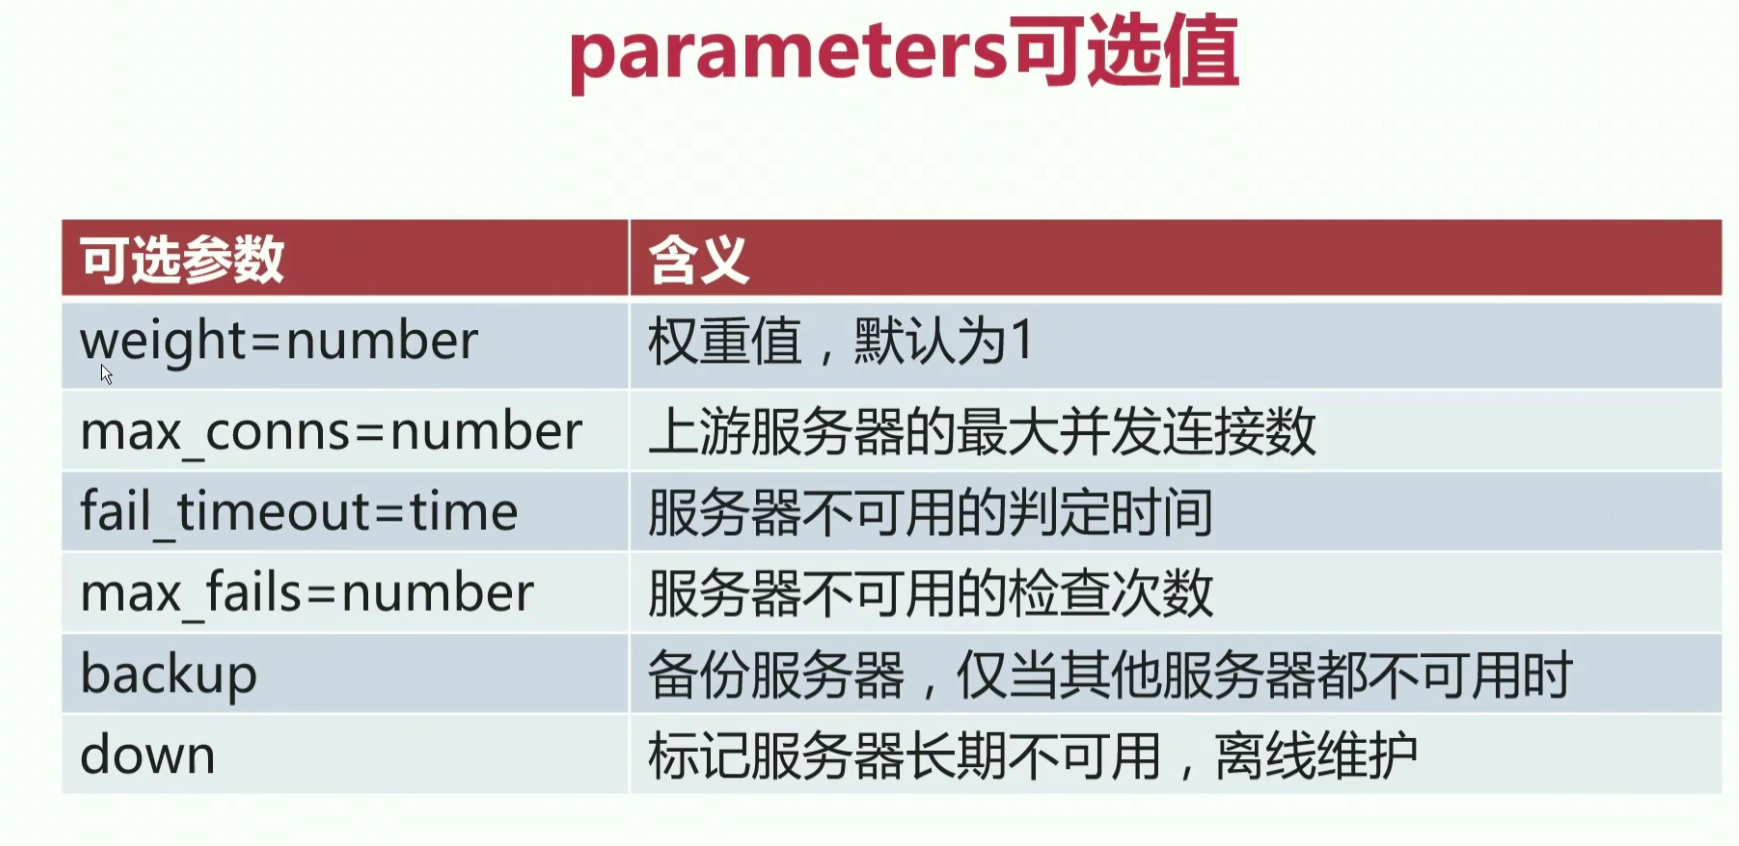 parameters可选值
可选参数 含义
weight=number 权重值，默认为1
max_conns=number 上游服务器的最大并发连接数
fail_timeout=time 服务器不可用的判定时间
max_fails=number 服务器不可用的检查次数
backup 备份服务器，仅当其他服务器都不可用时
down 标记服务器长期不可用，离线维护